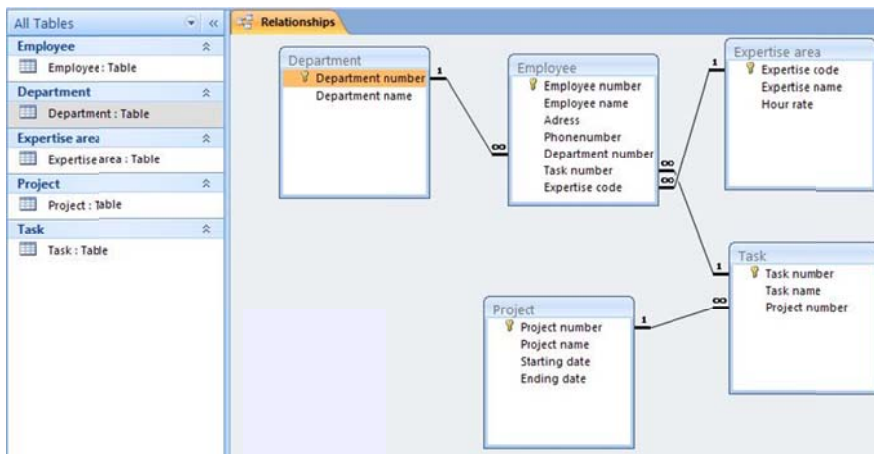 All Tables
Employee
Employee : Table
Department
Department : Table
Expertise area
Expertise area : Table
Project
Project : Table
Task
Task : Table
Relationships
Department
Department number
Department name
1
∞
Employee
Employee number
Employee name
Adress
Phonenumber
Department number
Task number
Expertise code
∞
∞
Expertise area
Expertise code
Expertise name
Hour rate
1
Project
Project number
Project name
Starting date
Ending date
1
∞
Task
Task number
Task name
Project number
1